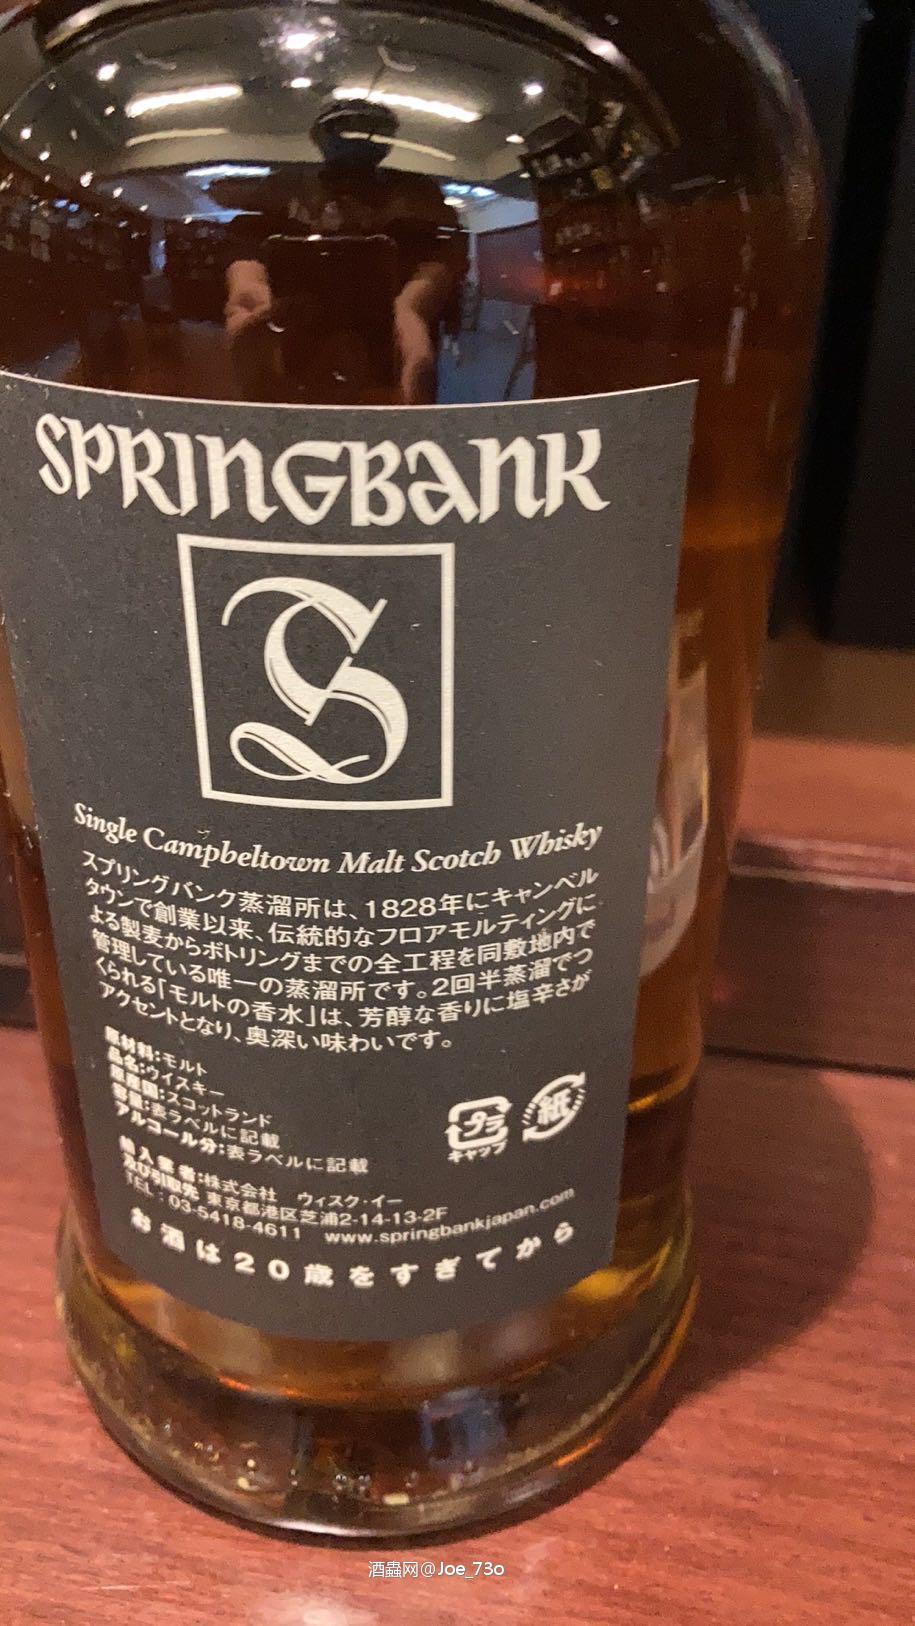 SPRINGBANK
S
Single Campbeltown Malt Scotch Whisky
スプリングバンク蒸溜所は、1828年にキャンベル
タウンで創業以来、伝統的なフロアモルティングに
よる製麦からボトリングまでの全工程を同敷地内で
管理している唯一の蒸溜所です。2回半蒸溜でつ
くられる「モルトの香水」は、芳醇な香りに塩辛さが
アクセントとなり、奥深い味わいです。
原材料:モルト
品名:ウイスキー
原産国:スコットランド
容量:表ラベルに記載
アルコール分:表ラベルに記載
プラ
キャップ
紙
輸入業者:株式会社 ウィスク・イー
及び引取先 東京都港区芝浦2-14-13-2F
TEL：03-5418-4611 www.springbankjapan.com
お酒は20歳をすぎてから
酒蟲网@Joe_73o